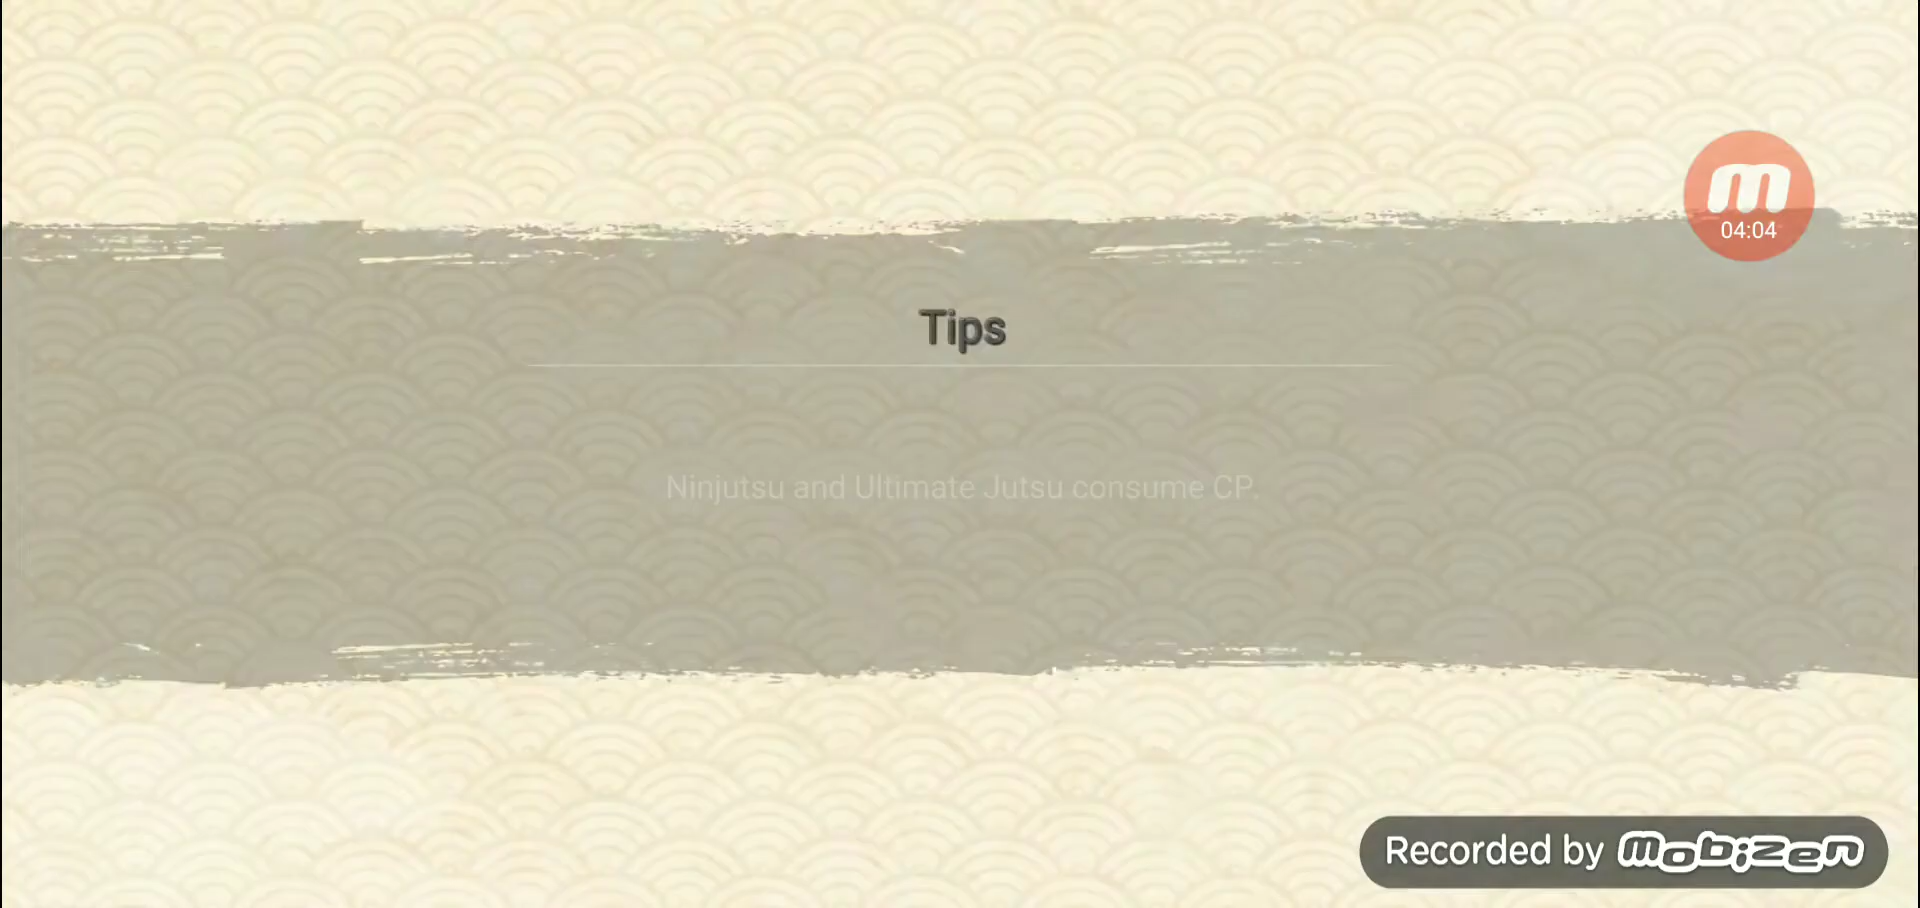 m
04:04
Tips
Ninjutsu and Ultimate Jutsu consume CP.
Recorded by mobizen